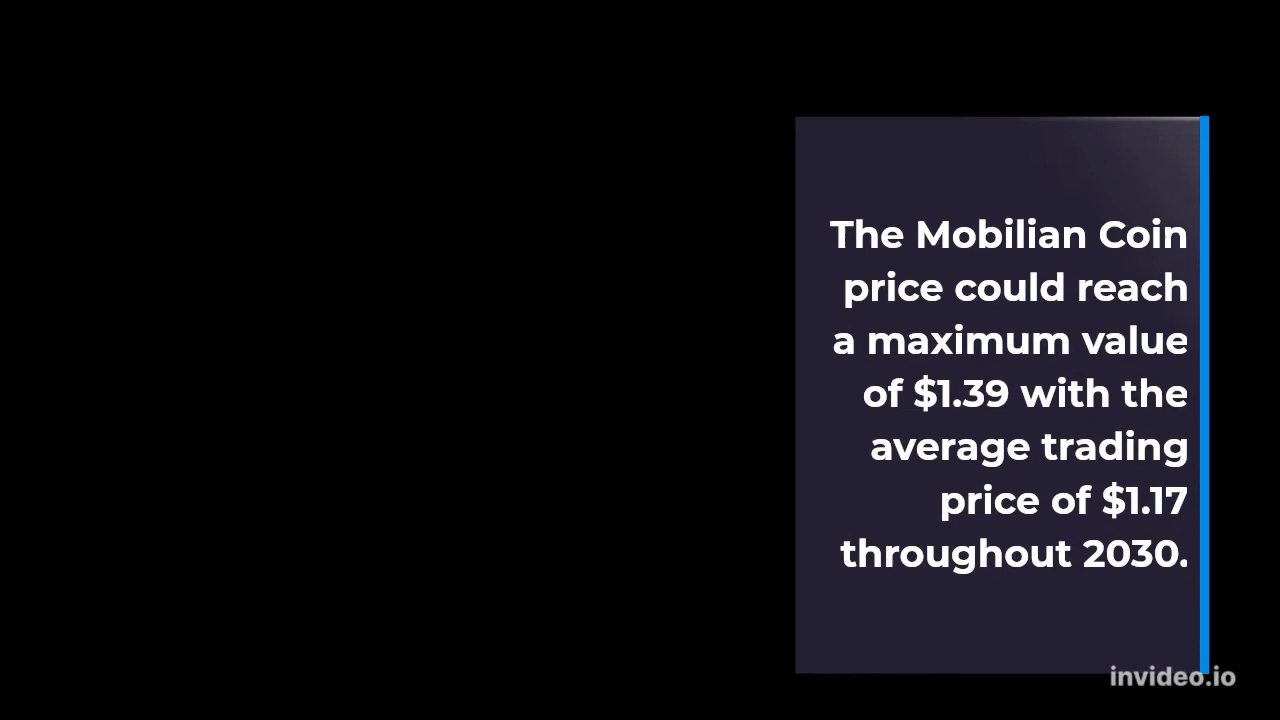 The Mobilian Coin
price could reach
a maximum value
of $1.39 with the
average trading
price of $1.17
throughout 2030.
invideo.io